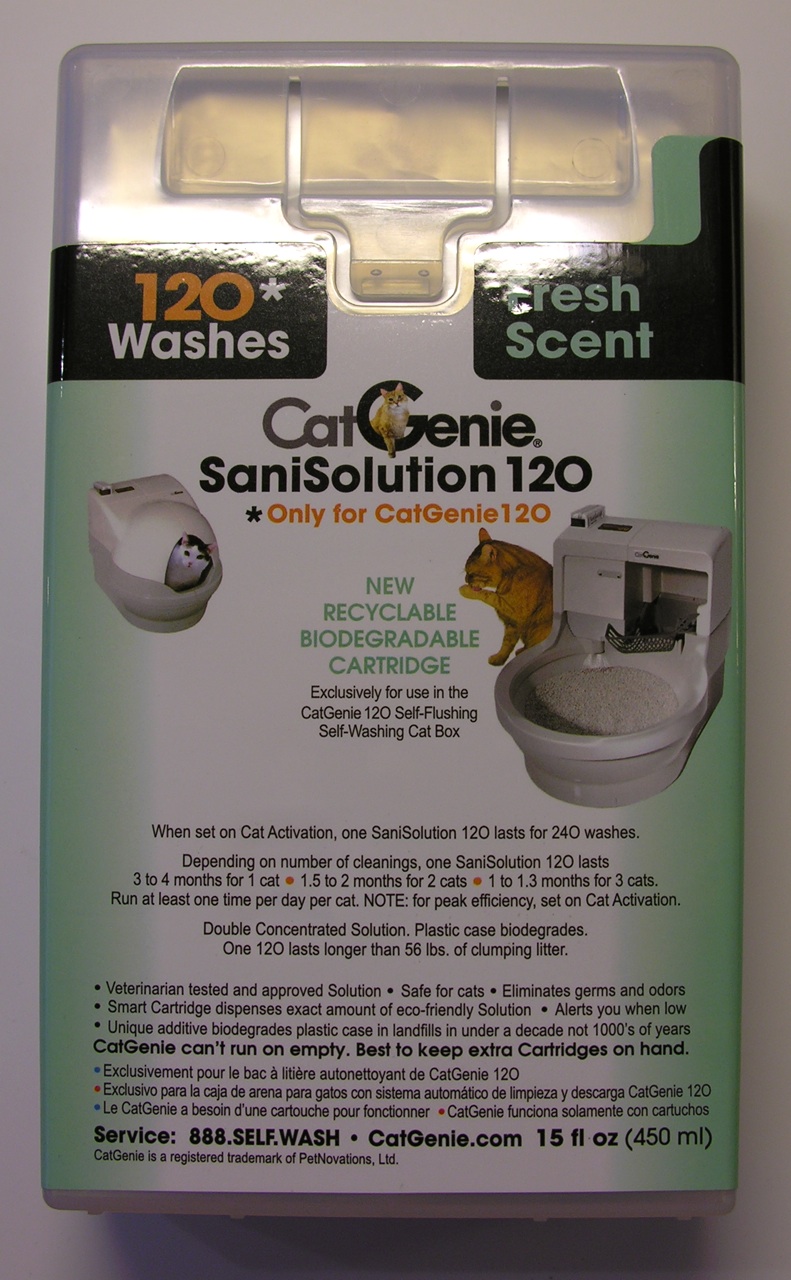 120*
Washes
Fresh
Scent
CatGenie®
SaniSolution 120
*Only for CatGenie120
CatGenie
NEW
RECYCLABLE
BIODEGRADABLE
CARTRIDGE
Exclusively for use in the
CatGenie 120 Self-Flushing
Self-Washing Cat Box
When set on Cat Activation, one SaniSolution 120 lasts for 240 washes.
Depending on number of cleanings, one SaniSolution 120 lasts
3 to 4 months for 1 cat • 1.5 to 2 months for 2 cats • 1 to 1.3 months for 3 cats.
Run at least one time per day per cat. NOTE: for peak efficiency, set on Cat Activation.
Double Concentrated Solution. Plastic case biodegrades.
One 120 lasts longer than 56 lbs. of clumping litter.
• Veterinarian tested and approved Solution • Safe for cats • Eliminates germs and odors
• Smart Cartridge dispenses exact amount of eco-friendly Solution • Alerts you when low
• Unique additive biodegrades plastic case in landfills in under a decade not 1000's of years
CatGenie can't run on empty. Best to keep extra Cartridges on hand.
• Exclusivement pour le bac à litière autonettoyant de CatGenie 120
• Exclusivo para la caja de arena para gatos con sistema automático de limpieza y descarga CatGenie 120
• Le CatGenie a besoin d'une cartouche pour fonctionner • CatGenie funciona solamente con cartuchos
Service: 888.SELF.WASH • CatGenie.com 15 fl oz (450 ml)
CatGenie is a registered trademark of PetNovations, Ltd.